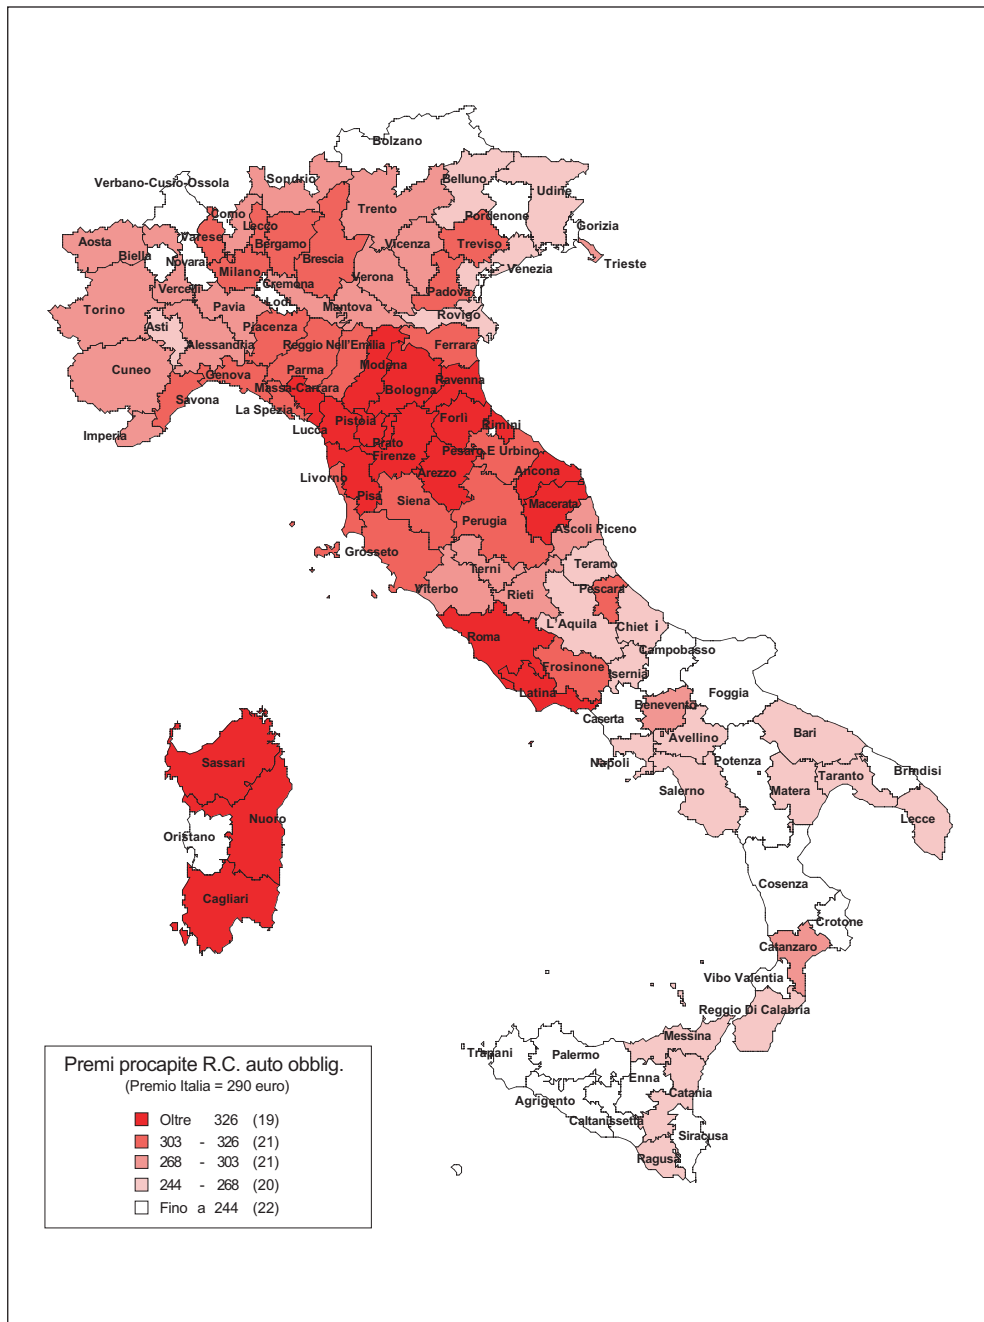 Bolzano
Sondrio
Verbano-Cusio-Ossola
Belluno
Udine
Trento
Como
Pordenone
Gorizia
Lecco
Varese
Aosta
Bergamo
Vicenza
Treviso
Biella
Novara
Brescia
Trieste
Venezia
Milano
Verona
Vercelli
Cremona
Padova
Lodi
Torino
Pavia
Mantova
Rovigo
Asti
Piacenza
Alessandria
Reggio Nell'Emilia
Ferrara
Cuneo
Parma
Modena
Genova
Ravenna
Massa-Carrara
Bologna
Savona
La Spezia
Forlì
Pistoia
Rimini
Lucca
Imperia
Prato
Pesaro E Urbino
Firenze
Arezzo
Aricona
Livorno
Pisa
Siena
Macerata
Perugia
Ascoli Piceno
Grosseto
Terni
Teramo
Viterbo
Rieti
Pescara
L'Aquila
Chiet i
Roma
Campobasso
Frosinone
Isernia
Latina
Foggia
Benevento
Caserta
Avellino
Bari
Napoli
Potenza
Sassari
Brindisi
Taranto
Salerno
Matera
Nuoro
Lecce
Oristano
Cosenza
Cagliari
Crotone
Catanzaro
Vibo Valentia
Reggio Di Calabria
Messina
Trapani
Palermo
Enna
Catania
Agrigento
Caltanissetta
Siracusa
Ragusa
Premi procapite R.C. auto obblig.
(Premio Italia = 290 euro)
Oltre 326 (19)
303 - 326 (21)
268 - 303 (21)
244 - 268 (20)
Fino a 244 (22)